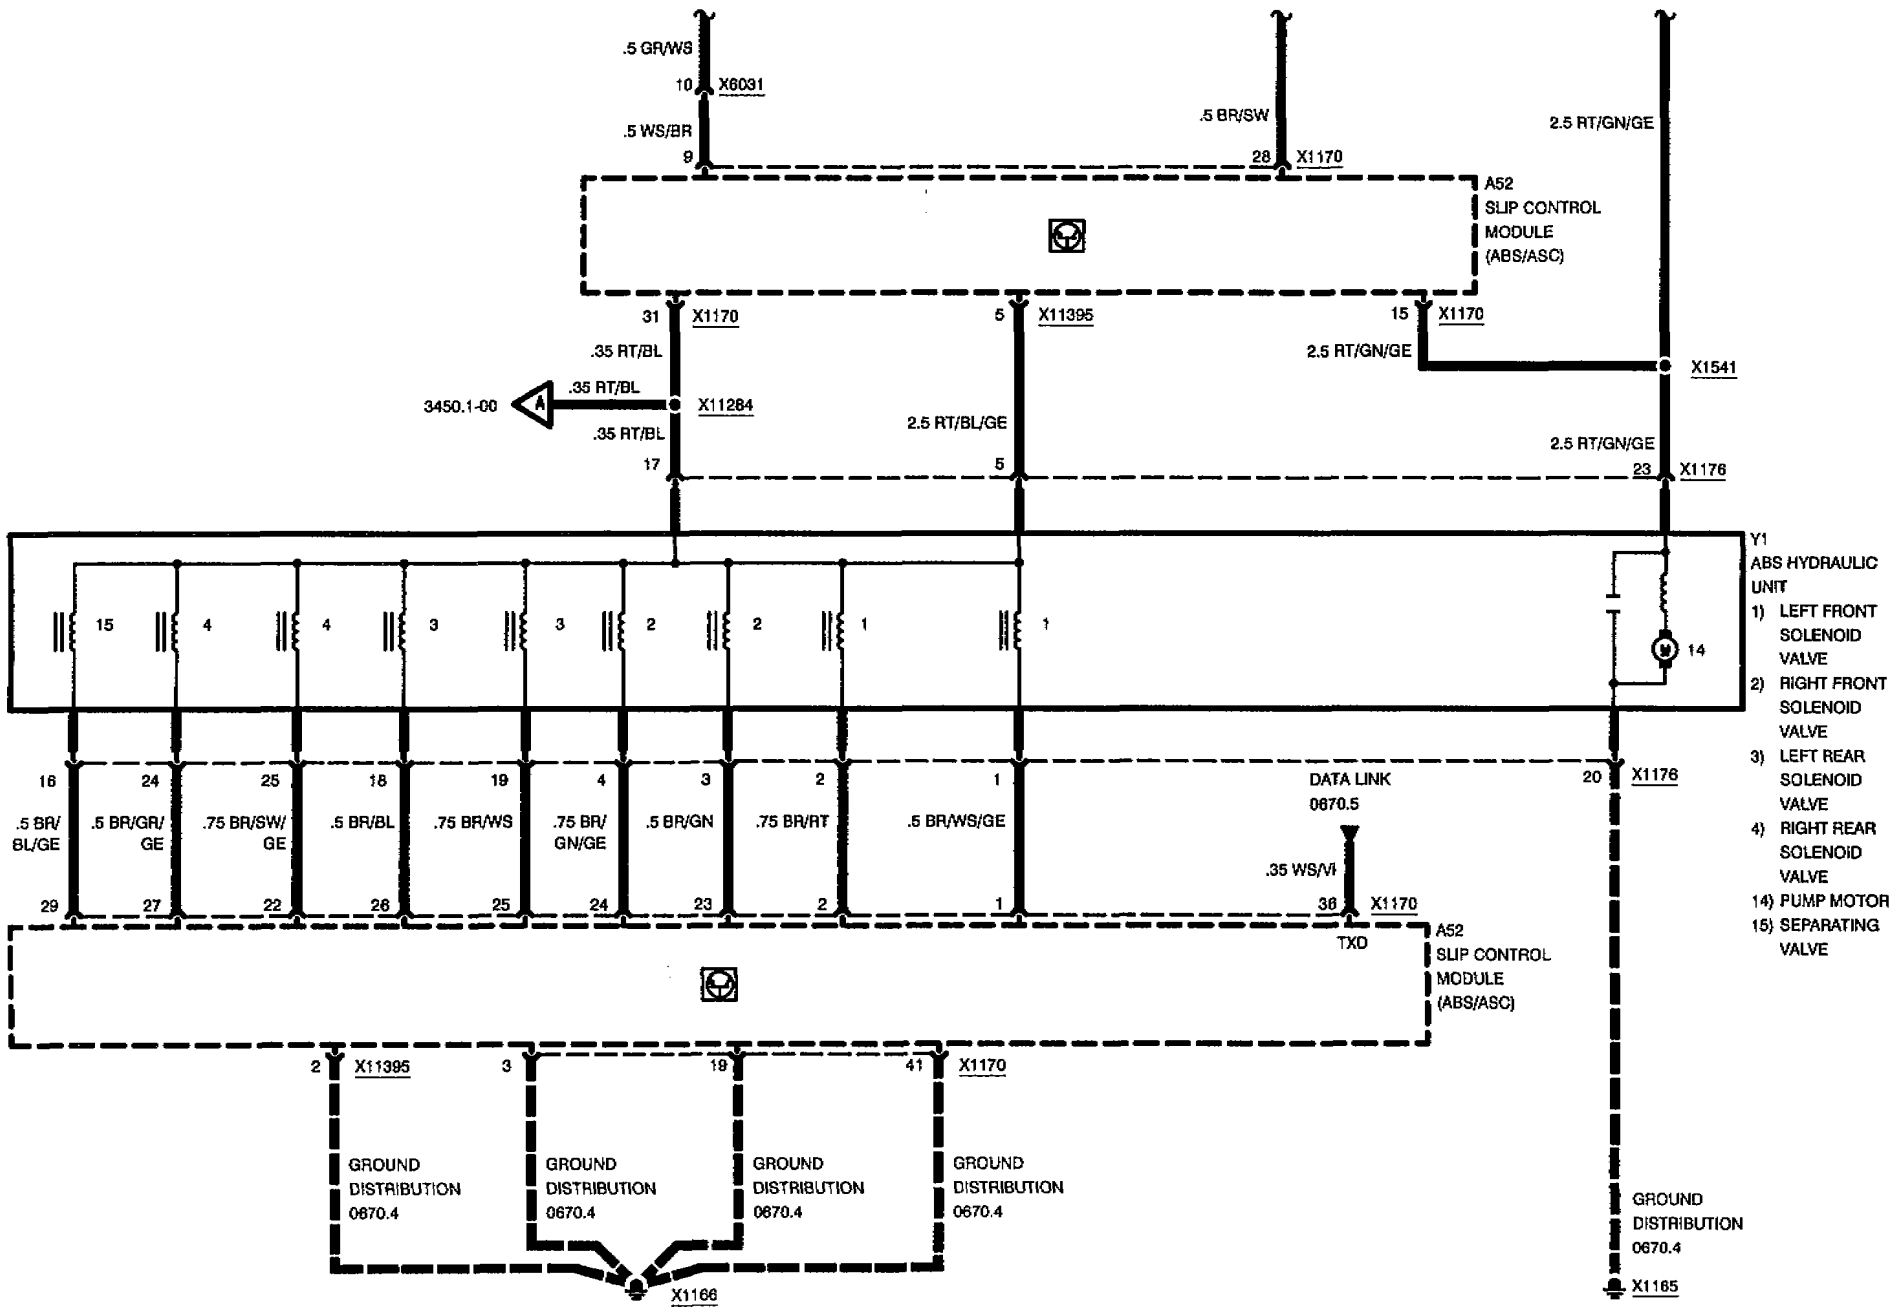 .5 GR/WS
10 X6031
.5 WS/BR
.5 BR/SW
2.5 RT/GN/GE
9
28 X1170
A52
SLIP CONTROL
MODULE
(ABS/ASC)
31 X1170
5 X11395
15 X1170
.35 RT/BL
2.5 RT/GN/GE
X1541
3450.1-00
A
.35 RT/BL
X11284
.35 RT/BL
2.5 RT/BL/GE
2.5 RT/GN/GE
17
5
23 X1176
Y1
ABS HYDRAULIC
UNIT
1) LEFT FRONT
SOLENOID
VALVE
2) RIGHT FRONT
SOLENOID
VALVE
3) LEFT REAR
SOLENOID
VALVE
4) RIGHT REAR
SOLENOID
VALVE
14) PUMP MOTOR
15) SEPARATING
VALVE
15 4 4 3 3 2 2 1 1
M 14
16 24 25 18 19 4 3 2 1
20 X1176
DATA LINK
0670.5
.5 BR/
BL/GE
.5 BR/GR/
GE
.75 BR/SW/
GE
.5 BR/BL
.75 BR/WS
.75 BR/
GN/GE
.5 BR/GN
.75 BR/RT
.5 BR/WS/GE
.35 WS/VI
29 27 22 26 25 24 23 2 1
36 X1170
TXD
A52
SLIP CONTROL
MODULE
(ABS/ASC)
2 X11395
3
19
41 X1170
GROUND
DISTRIBUTION
0670.4
GROUND
DISTRIBUTION
0670.4
GROUND
DISTRIBUTION
0670.4
GROUND
DISTRIBUTION
0670.4
GROUND
DISTRIBUTION
0670.4
X1166
X1165